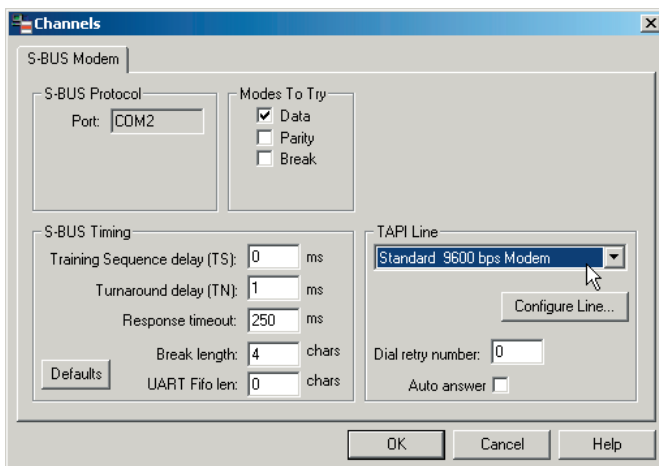 Channels
S-BUS Modem
S-BUS Protocol
Port: COM2
Modes To Try
Data
Parity
Break
S-BUS Timing
Training Sequence delay (TS): 0 ms
Turnaround delay (TN): 1 ms
Response timeout: 250 ms
Break length: 4 chars
UART Fifo len: 0 chars
Defaults
TAPI Line
Standard 9600 bps Modem
Configure Line...
Dial retry number: 0
Auto answer
OK
Cancel
Help